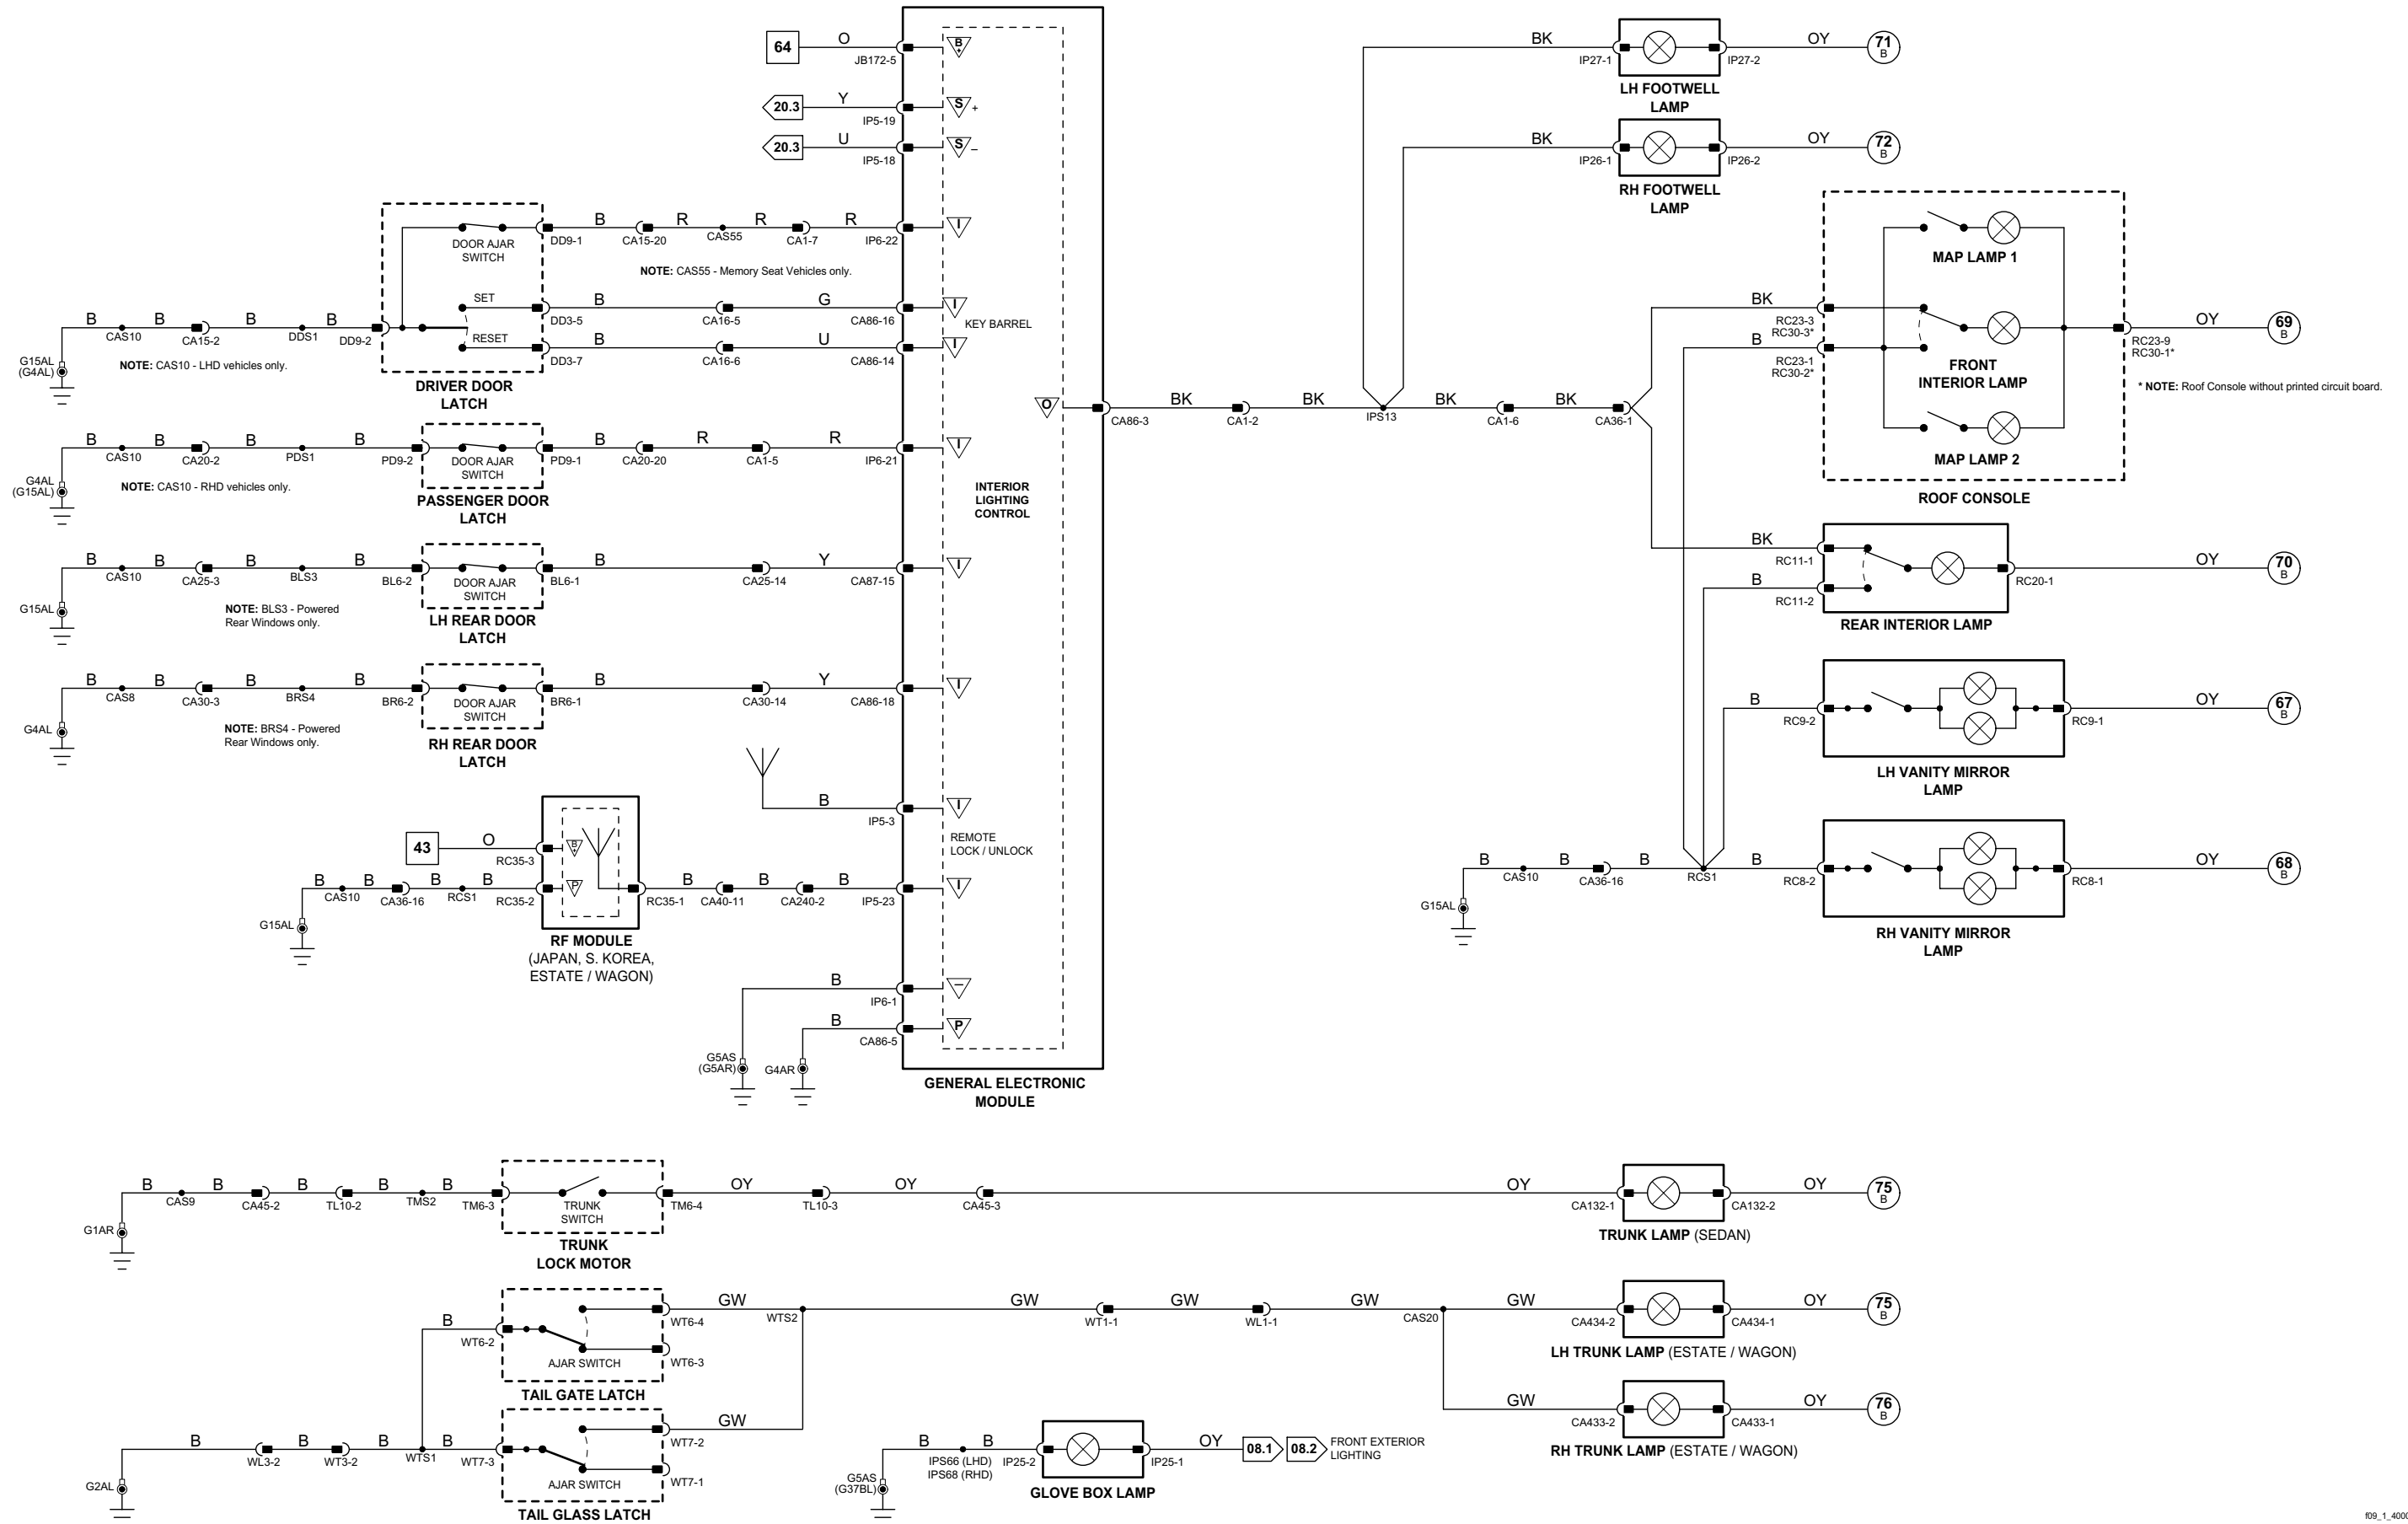 64
O
JB172-5
B
+
20.3
Y
IP5-19
S
+
20.3
U
IP5-18
S
–
DOOR AJAR
SWITCH
DD9-1
B
CA15-20
R
CAS55
R
CA1-7
R
IP6-22
I
NOTE: CAS55 - Memory Seat Vehicles only.
SET
DD3-5
B
CA16-5
G
CA86-16
I
KEY BARREL
RESET
DD3-7
B
CA16-6
U
CA86-14
I
B
CAS10
B
CA15-2
B
DDS1
B
DD9-2
G15AL
(G4AL)
NOTE: CAS10 - LHD vehicles only.
DRIVER DOOR
LATCH
B
CAS10
B
CA20-2
B
PDS1
B
PD9-2
DOOR AJAR
SWITCH
PD9-1
B
CA20-20
R
CA1-5
R
IP6-21
I
G4AL
(G15AL)
NOTE: CAS10 - RHD vehicles only.
PASSENGER DOOR
LATCH
INTERIOR
LIGHTING
CONTROL
B
CAS10
B
CA25-3
B
BLS3
B
BL6-2
DOOR AJAR
SWITCH
BL6-1
B
CA25-14
Y
CA87-15
I
G15AL
NOTE: BLS3 - Powered
Rear Windows only.
LH REAR DOOR
LATCH
B
CAS8
B
CA30-3
B
BRS4
B
BR6-2
DOOR AJAR
SWITCH
BR6-1
B
CA30-14
Y
CA86-18
I
G4AL
NOTE: BRS4 - Powered
Rear Windows only.
RH REAR DOOR
LATCH
B
IP5-3
I
REMOTE
LOCK / UNLOCK
43
O
RC35-3
B
+
B
CAS10
B
CA36-16
B
RCS1
B
RC35-2
P
RC35-1
B
CA40-11
B
CA240-2
B
IP5-23
I
G15AL
RF MODULE
(JAPAN, S. KOREA,
ESTATE / WAGON)
B
IP6-1
–
B
CA86-5
P
G5AS
(G5AR)
G4AR
GENERAL ELECTRONIC
MODULE
O
CA86-3
BK
CA1-2
BK
IPS13
BK
CA1-6
BK
CA36-1
BK
IP27-1
IP27-2
OY
71
B
LH FOOTWELL
LAMP
BK
IP26-1
IP26-2
OY
72
B
RH FOOTWELL
LAMP
MAP LAMP 1
BK
RC23-3
RC30-3*
B
RC23-1
RC30-2*
FRONT
INTERIOR LAMP
MAP LAMP 2
RC23-9
RC30-1*
OY
69
B
* NOTE: Roof Console without printed circuit board.
ROOF CONSOLE
BK
RC11-1
B
RC11-2
RC20-1
OY
70
B
REAR INTERIOR LAMP
B
RC9-2
RC9-1
OY
67
B
LH VANITY MIRROR
LAMP
G15AL
B
CAS10
B
CA36-16
B
RCS1
B
RC8-2
RC8-1
OY
68
B
RH VANITY MIRROR
LAMP
B
CAS9
B
CA45-2
B
TL10-2
B
TMS2
B
TM6-3
TRUNK
SWITCH
TM6-4
OY
TL10-3
OY
CA45-3
OY
CA132-1
CA132-2
OY
75
B
G1AR
TRUNK
LOCK MOTOR
TRUNK LAMP (SEDAN)
B
WT6-2
AJAR SWITCH
WT6-4
WT6-3
GW
WTS2
GW
WT1-1
GW
WL1-1
GW
CAS20
GW
CA434-2
CA434-1
OY
75
B
TAIL GATE LATCH
LH TRUNK LAMP (ESTATE / WAGON)
GW
CA433-2
CA433-1
OY
76
B
RH TRUNK LAMP (ESTATE / WAGON)
G2AL
B
WL3-2
B
WT3-2
B
WTS1
B
WT7-3
AJAR SWITCH
WT7-2
WT7-1
GW
TAIL GLASS LATCH
G5AS
(G37BL)
B
IPS66 (LHD)
IPS68 (RHD)
B
IP25-2
IP25-1
OY
08.1
08.2
FRONT EXTERIOR
LIGHTING
GLOVE BOX LAMP